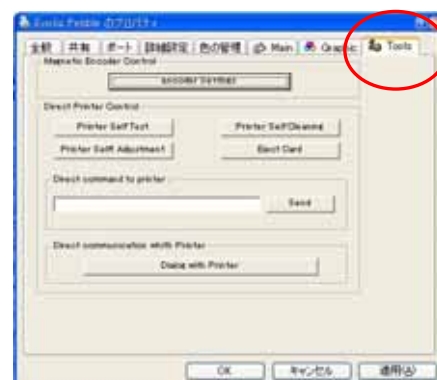 Evolis Pebble のプロパティ
全般 共有 ポート 詳細設定 色の管理 Main Graphic Tools
Magnetic Encoder Control
Encoder Settings
Direct Printer Control
Printer Self Test Printer Self Cleaning
Printer Self Adjustment Eject Card
Direct command to printer
Send
Direct communication whith Printer
Dialog with Printer
OK キャンセル 適用(A)